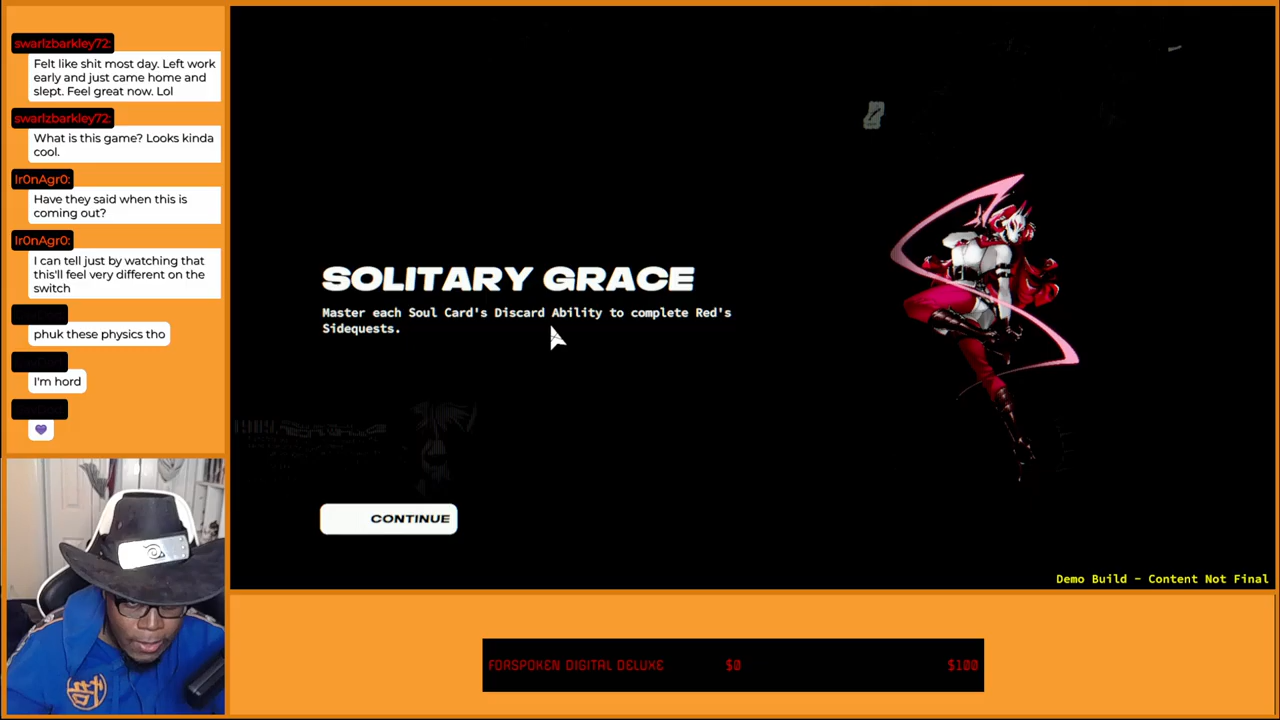 swarlzbarkley72:
Felt like shit most day. Left work
early and just came home and
slept. Feel great now. Lol
swarlzbarkley72:
What is this game? Looks kinda
cool.
Ir0nAgr0:
Have they said when this is
coming out?
Ir0nAgr0:
I can tell just by watching that
this'll feel very different on the
switch
phuk these physics tho
I'm hord
SOLITARY GRACE
Master each Soul Card's Discard Ability to complete Red's
Sidequests.
CONTINUE
Demo Build - Content Not Final
FORSPOKEN DIGITAL DELUXE $0 $100